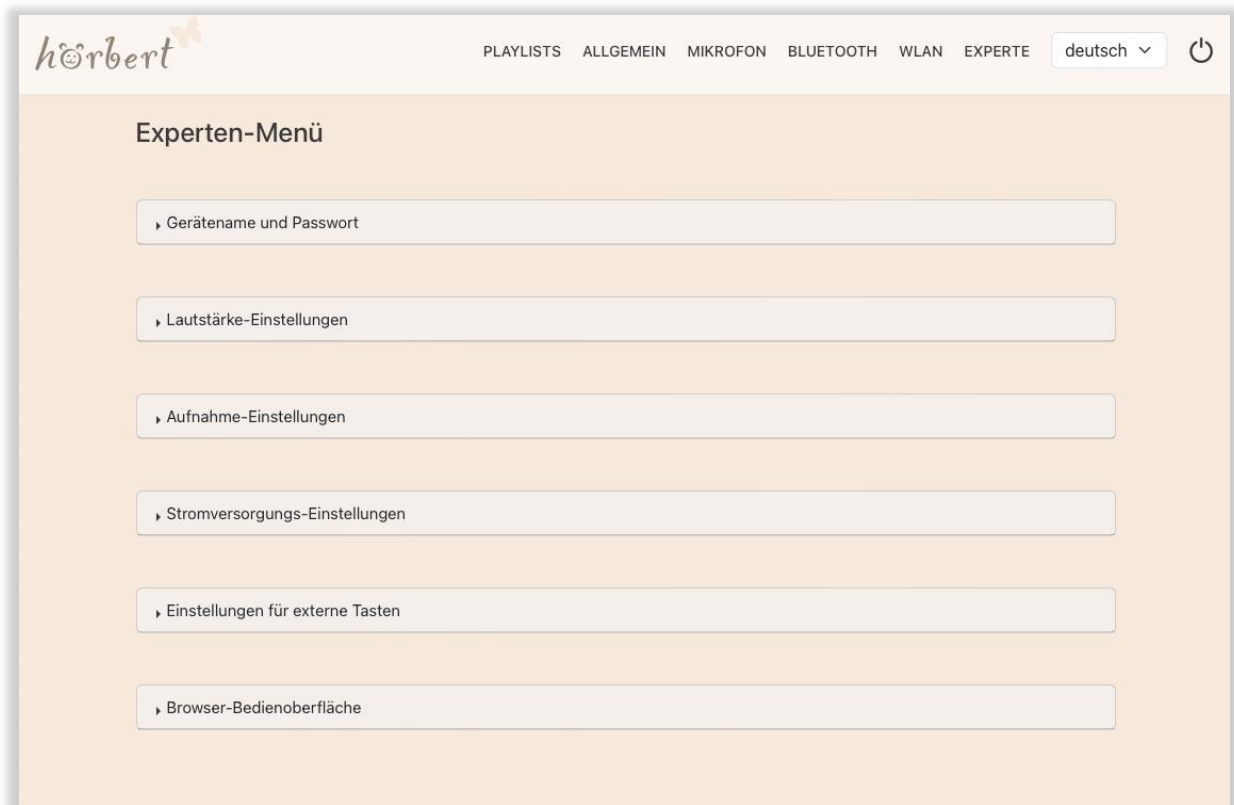 hörbert
PLAYLISTS ALLGEMEIN MIKROFON BLUETOOTH WLAN EXPERTE deutsch
Experten-Menü
Gerätename und Passwort
Lautstärke-Einstellungen
Aufnahme-Einstellungen
Stromversorgungs-Einstellungen
Einstellungen für externe Tasten
Browser-Bedienoberfläche